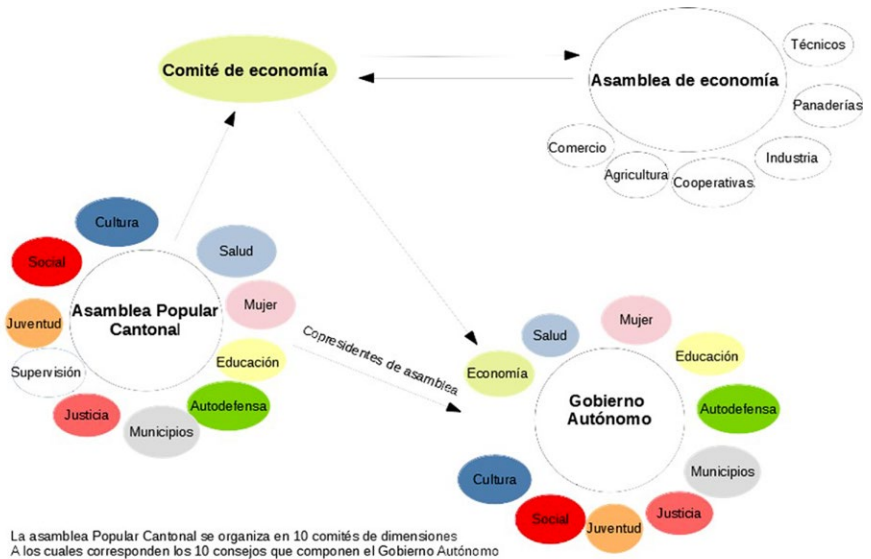 Comité de economía
Asamblea de economía
Técnicos
Panaderías
Industria
Cooperativas
Agricultura
Comercio
Cultura
Salud
Social
Mujer
Asamblea Popular
Cantonal
Juventud
Educación
Supervisión
Autodefensa
Justicia
Municipios
Copresidentes de asamblea
Mujer
Salud
Educación
Economía
Gobierno
Autónomo
Autodefensa
Municipios
Cultura
Justicia
Social
Juventud
La asamblea Popular Cantonal se organiza en 10 comités de dimensiones
A los cuales corresponden los 10 consejos que componen el Gobierno Autónomo